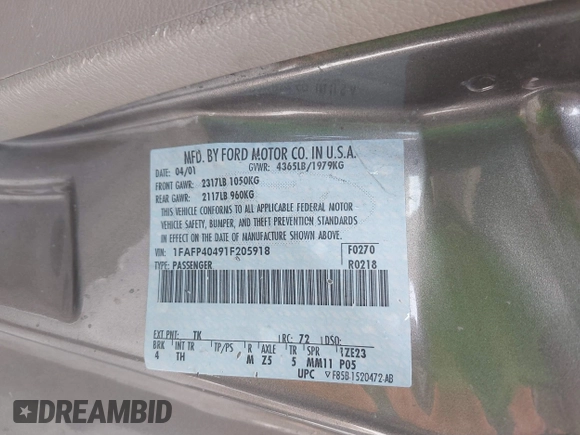 MFD. BY FORD MOTOR CO. IN U.S.A.
DATE: 04/01 GVWR: 4365LB/1979KG
FRONT GAWR: 2317LB 1050KG
REAR GAWR: 2117LB 960KG
THIS VEHICLE CONFORMS TO ALL APPLICABLE FEDERAL MOTOR
VEHICLE SAFETY, BUMPER, AND THEFT PREVENTION STANDARDS
IN EFFECT ON THE DATE OF MANUFACTURE SHOWN ABOVE.
VIN: 1FAFP40491F205918 F0270
TYPE: PASSENGER R0218
EXT PNT: TK RC: 72 DSO:
BRK INT TR TP/PS R AXLE TR SPR 1ZE23
4 TH M Z5 5 MM11 P05
UPC F85B 1520472 AB
DREAMBID